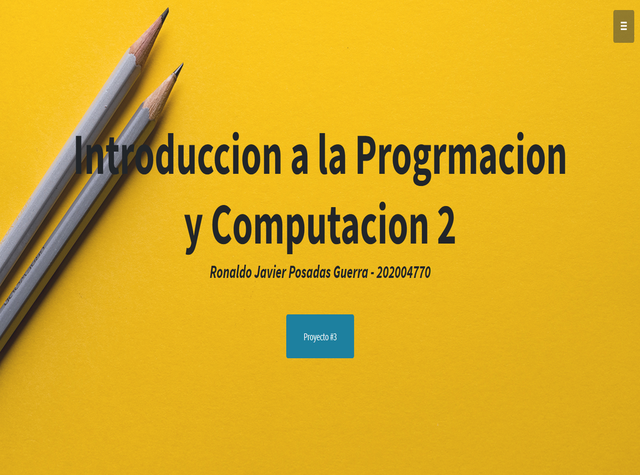 Introduccion a la Progrmacion
y Computacion 2
Ronaldo Javier Posadas Guerra - 202004770
Proyecto #3